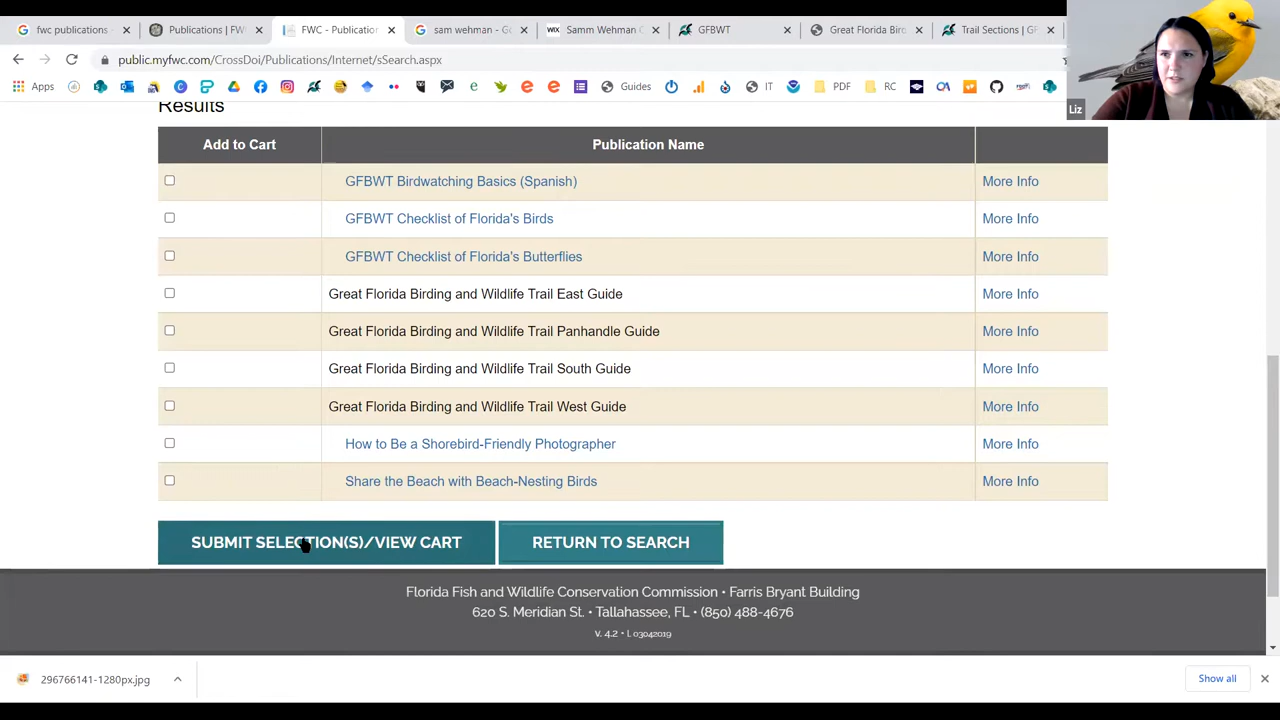 fwc publications -
Publications | FW
FWC - Publication
sam wehman - Go
WIX Samm Wehman C
GFBWT
Great Florida Bird
Trail Sections | GF
public.myfwc.com/CrossDoi/Publications/Internet/sSearch.aspx
Apps
Guides
IT
PDF
RC
Liz
Results
Add to Cart Publication Name
GFBWT Birdwatching Basics (Spanish) More Info
GFBWT Checklist of Florida's Birds More Info
GFBWT Checklist of Florida's Butterflies More Info
Great Florida Birding and Wildlife Trail East Guide More Info
Great Florida Birding and Wildlife Trail Panhandle Guide More Info
Great Florida Birding and Wildlife Trail South Guide More Info
Great Florida Birding and Wildlife Trail West Guide More Info
How to Be a Shorebird-Friendly Photographer More Info
Share the Beach with Beach-Nesting Birds More Info
SUBMIT SELECTION(S)/VIEW CART RETURN TO SEARCH
Florida Fish and Wildlife Conservation Commission • Farris Bryant Building
620 S. Meridian St. • Tallahassee, FL • (850) 488-4676
v. 4.2 • l. 03042019
296766141-1280px.jpg
Show all